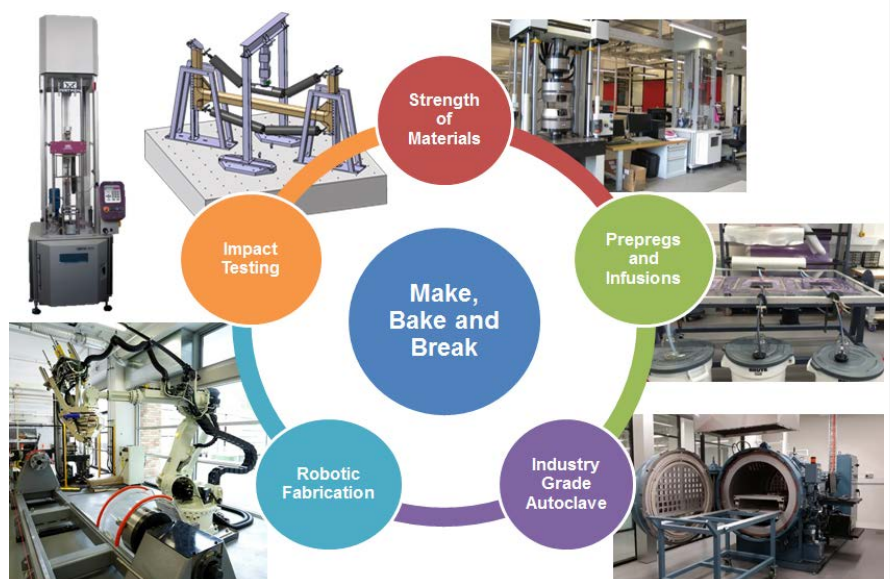 Strength
of
Materials
Impact
Testing
Prepregs
and
Infusions
Make,
Bake and
Break
Robotic
Fabrication
Industry
Grade
Autoclave